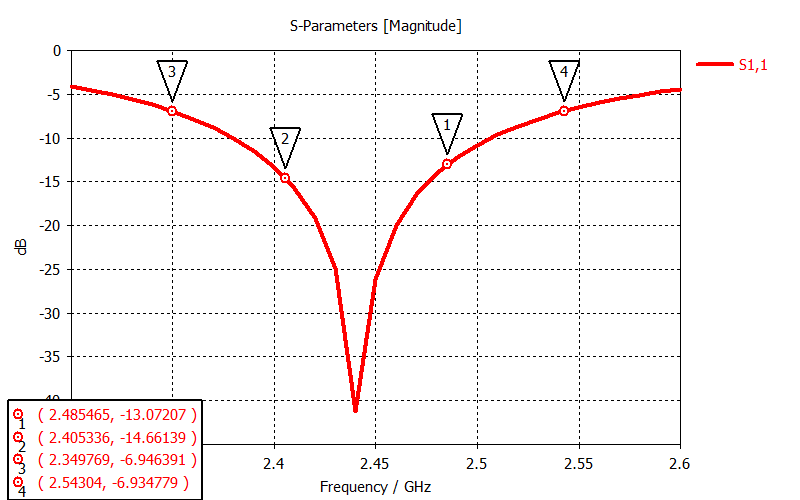 S-Parameters [Magnitude]
0
-5
-10
-15
-20
-25
-30
-35
dB
3
2
1
4
S1,1
1 ( 2.485465, -13.07207 )
2 ( 2.405336, -14.66139 )
3 ( 2.349769, -6.946391 )
4 ( 2.54304, -6.934779 )
2.4
2.45
2.5
2.55
2.6
Frequency / GHz